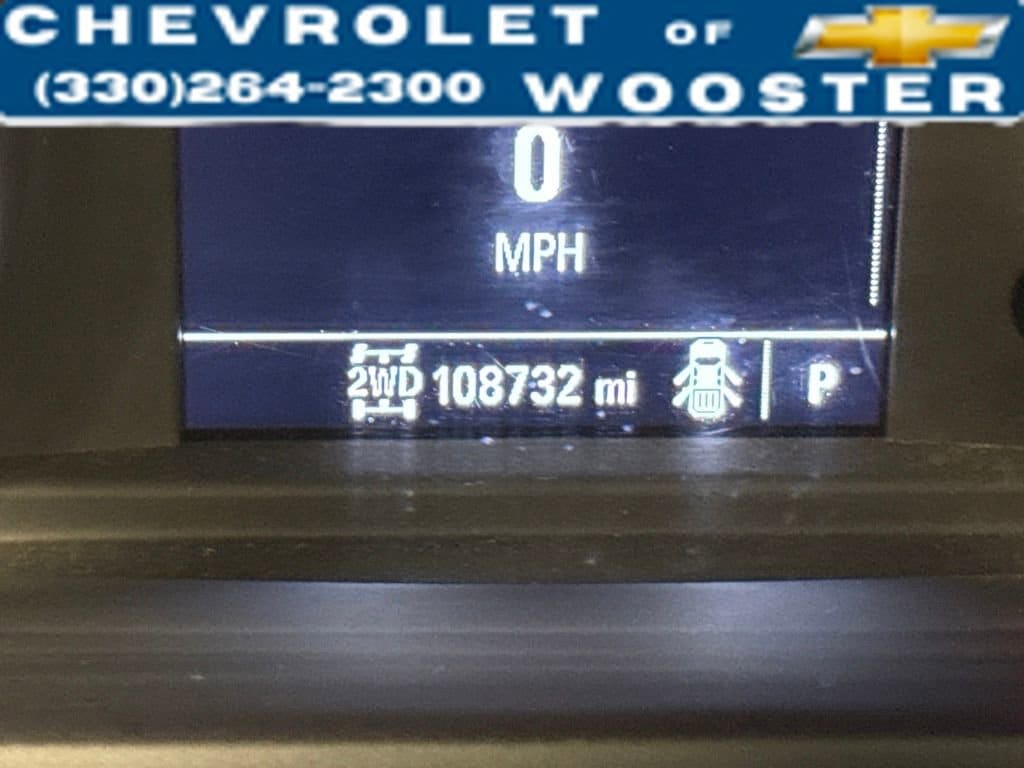 CHEVROLET OF
(330)264-2300 WOOSTER
0
MPH
2WD 108732 mi P